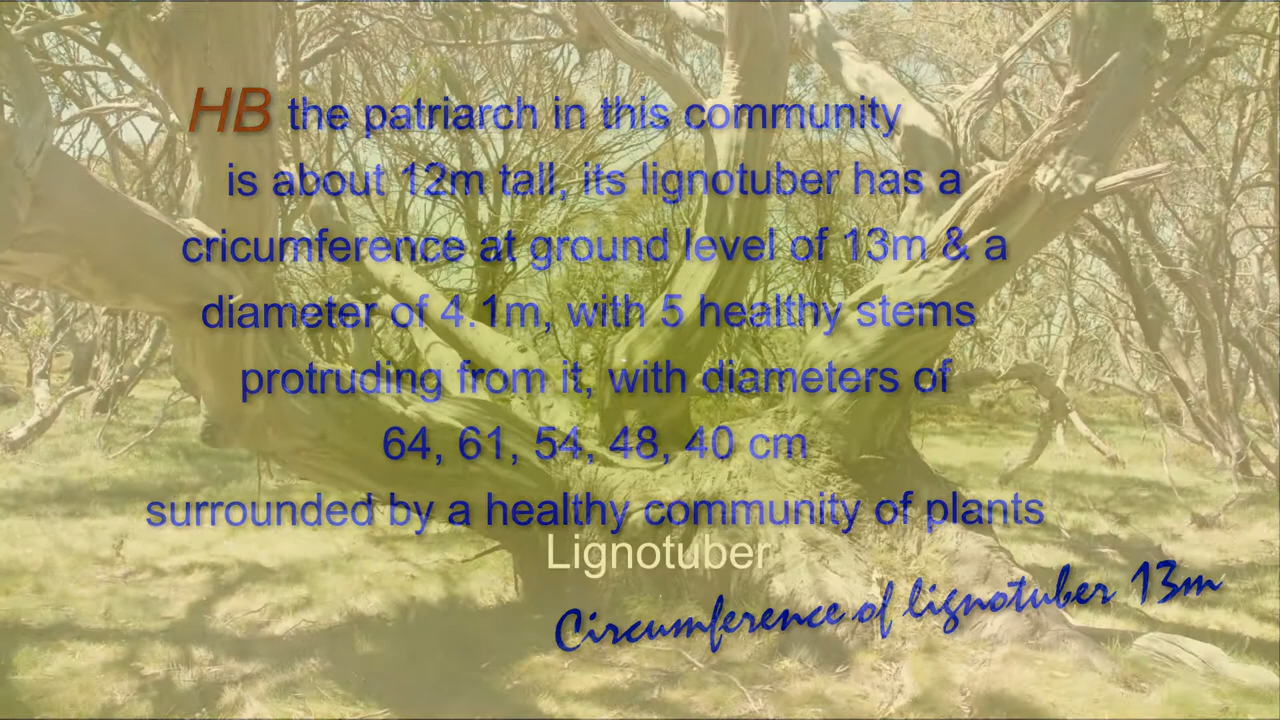 HB the patriarch in this community
is about 12m tall, its lignotuber has a
cricumference at ground level of 13m & a
diameter of 4.1m, with 5 healthy stems
protruding from it, with diameters of
64, 61, 54, 48, 40 cm
surrounded by a healthy community of plants
Lignotuber
Circumference of lignotuber 13m